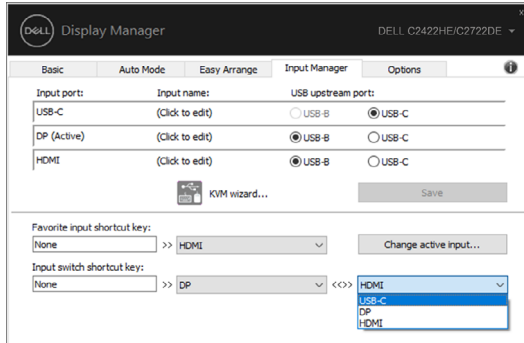 DELL Display Manager DELL C2422HE/C2722DE
Basic Auto Mode Easy Arrange Input Manager Options
Input port: Input name: USB upstream port:
USB-C (Click to edit) USB-B USB-C
DP (Active) (Click to edit) USB-B USB-C
HDMI (Click to edit) USB-B USB-C
KVM wizard... Save
Favorite input shortcut key:
None >> HDMI Change active input...
Input switch shortcut key:
None >> DP <<>> HDMI
USB-C
DP
HDMI